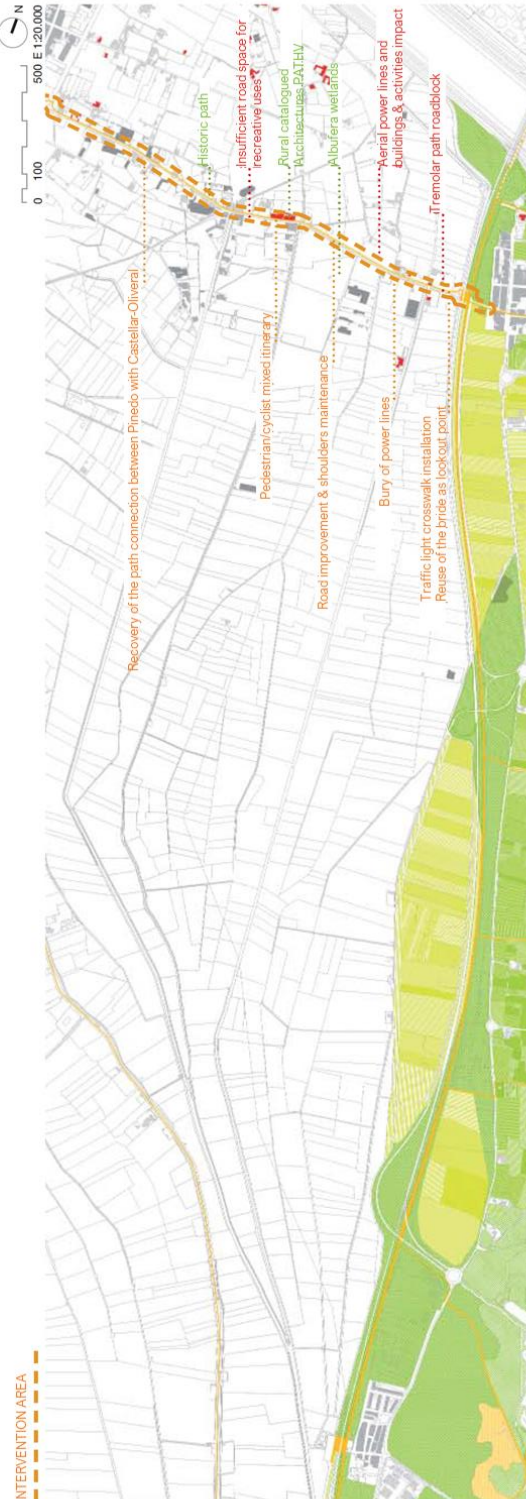 INTERVENTION AREA
0 100 500 E 1:20.000
N
Recovery of the path connection between Pinedo with Castellar-Oliveral
Historic path
Insufficient road space for
recreative uses
Pedestrian/cyclist mixed itinerary
Rural catalogued
Architectures PATHV
Albufera wetlands
Road improvement & shoulders maintenance
Aerial power lines and
buildings & activities impact
Bury of power lines
Tremolar path roadblock
Traffic light crosswalk installation
Reuse of the bride as lookout point